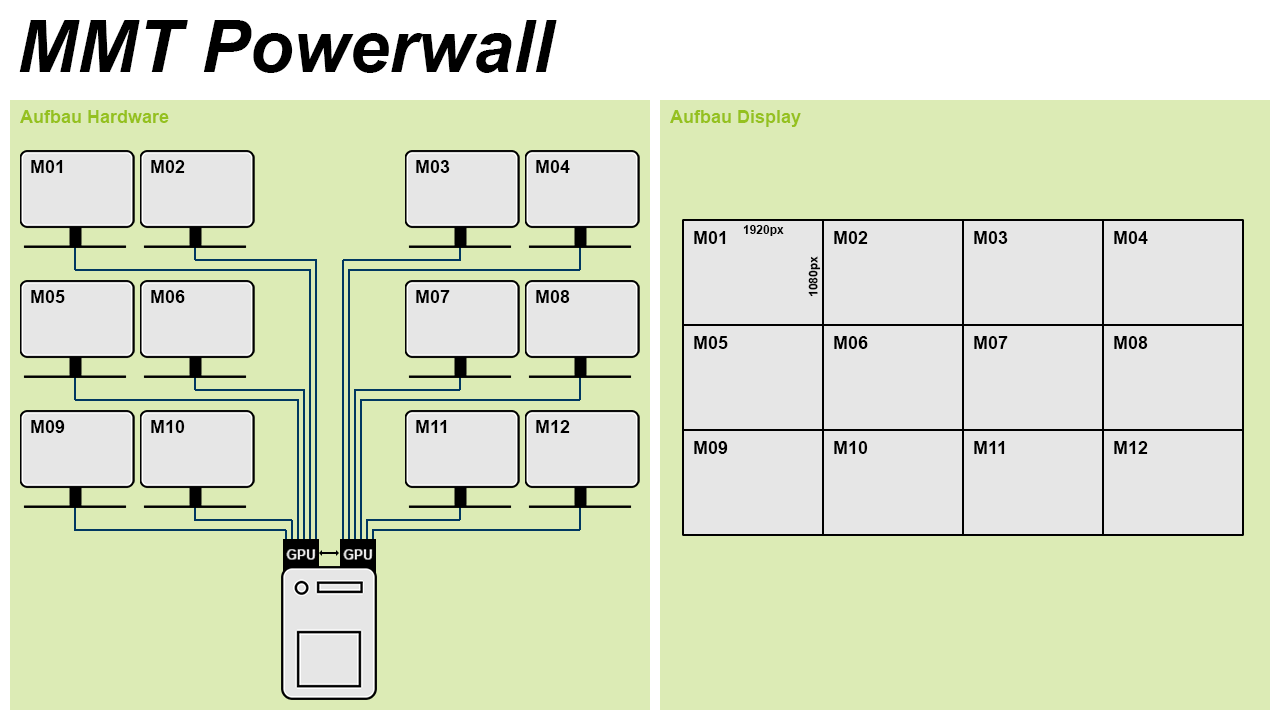 MMT Powerwall
Aufbau Hardware
M01 M02 M03 M04
M05 M06 M07 M08
M09 M10 M11 M12
GPU GPU
Aufbau Display
M01 1920px M02 M03 M04
1080px
M05 M06 M07 M08
M09 M10 M11 M12